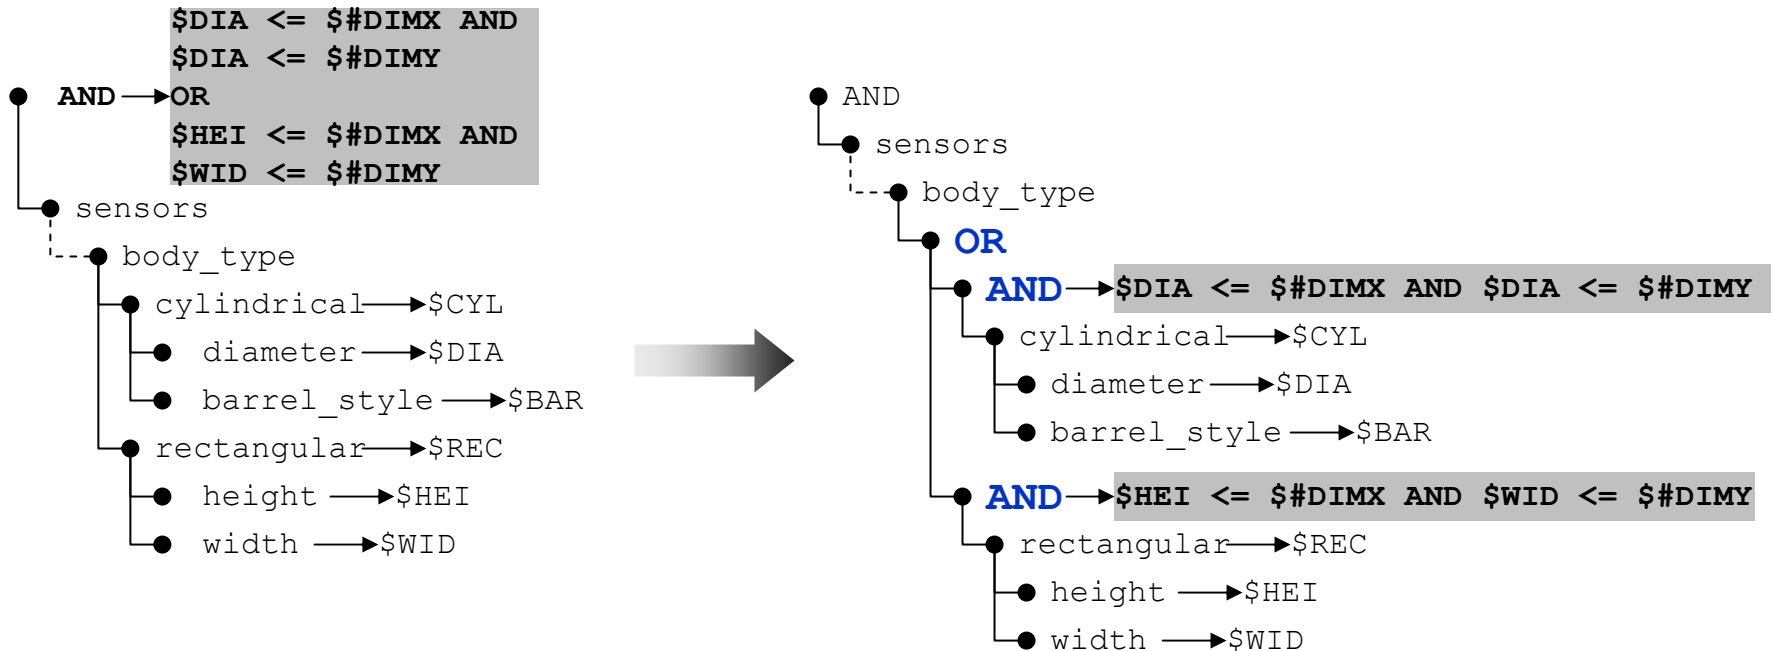 $DIA <= $#DIMX AND
$DIA <= $#DIMY
AND OR
$HEI <= $#DIMX AND
$WID <= $#DIMY
sensors
body_type
cylindrical $CYL
diameter $DIA
barrel_style $BAR
rectangular $REC
height $HEI
width $WID
AND
sensors
body_type
OR
AND $DIA <= $#DIMX AND $DIA <= $#DIMY
cylindrical $CYL
diameter $DIA
barrel_style $BAR
AND $HEI <= $#DIMX AND $WID <= $#DIMY
rectangular $REC
height $HEI
width $WID